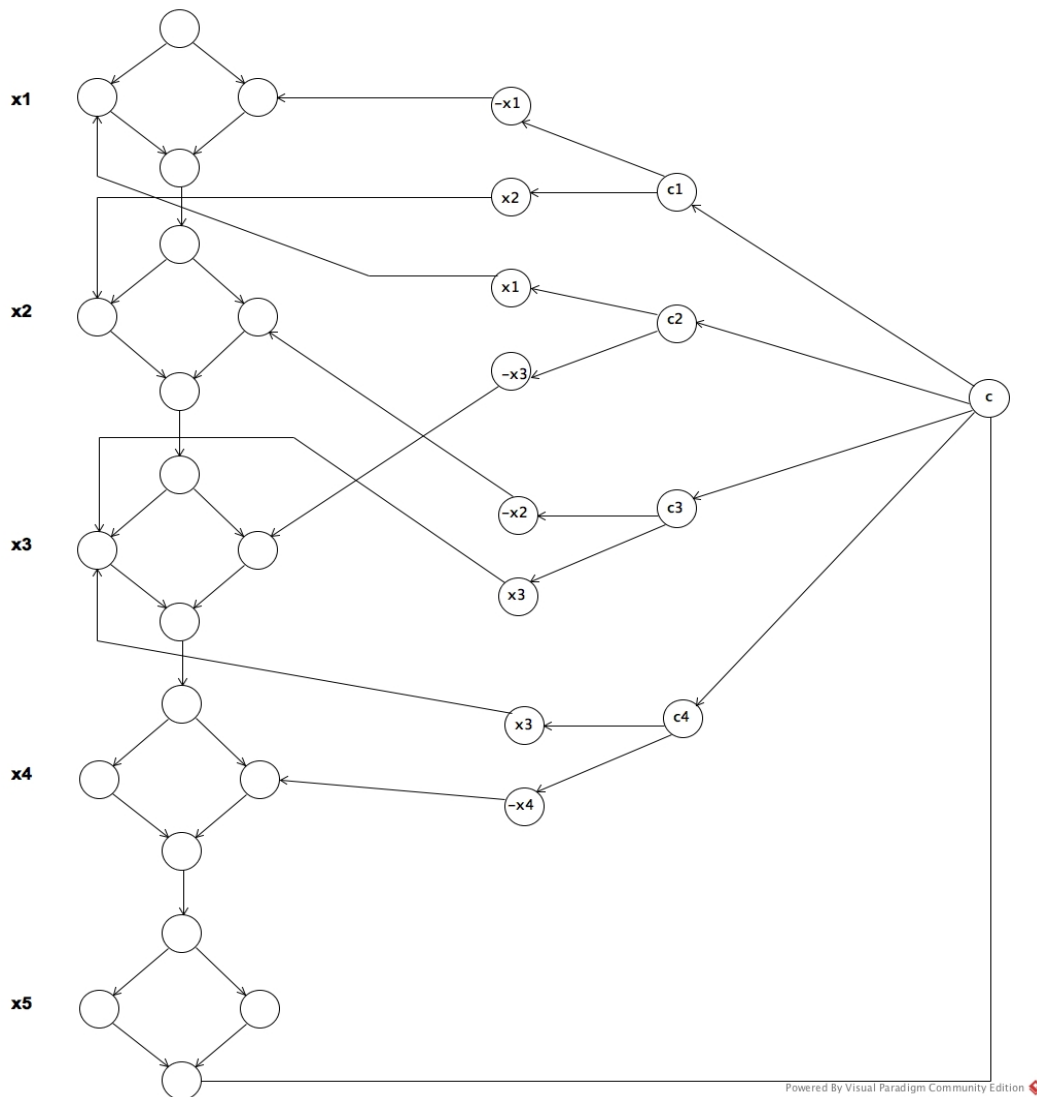 x1
-x1
c1
x2
x1
x2
c2
-x3
c
c3
-x2
x3
x3
c4
x3
x4
-x4
x5
Powered By Visual Paradigm Community Edition